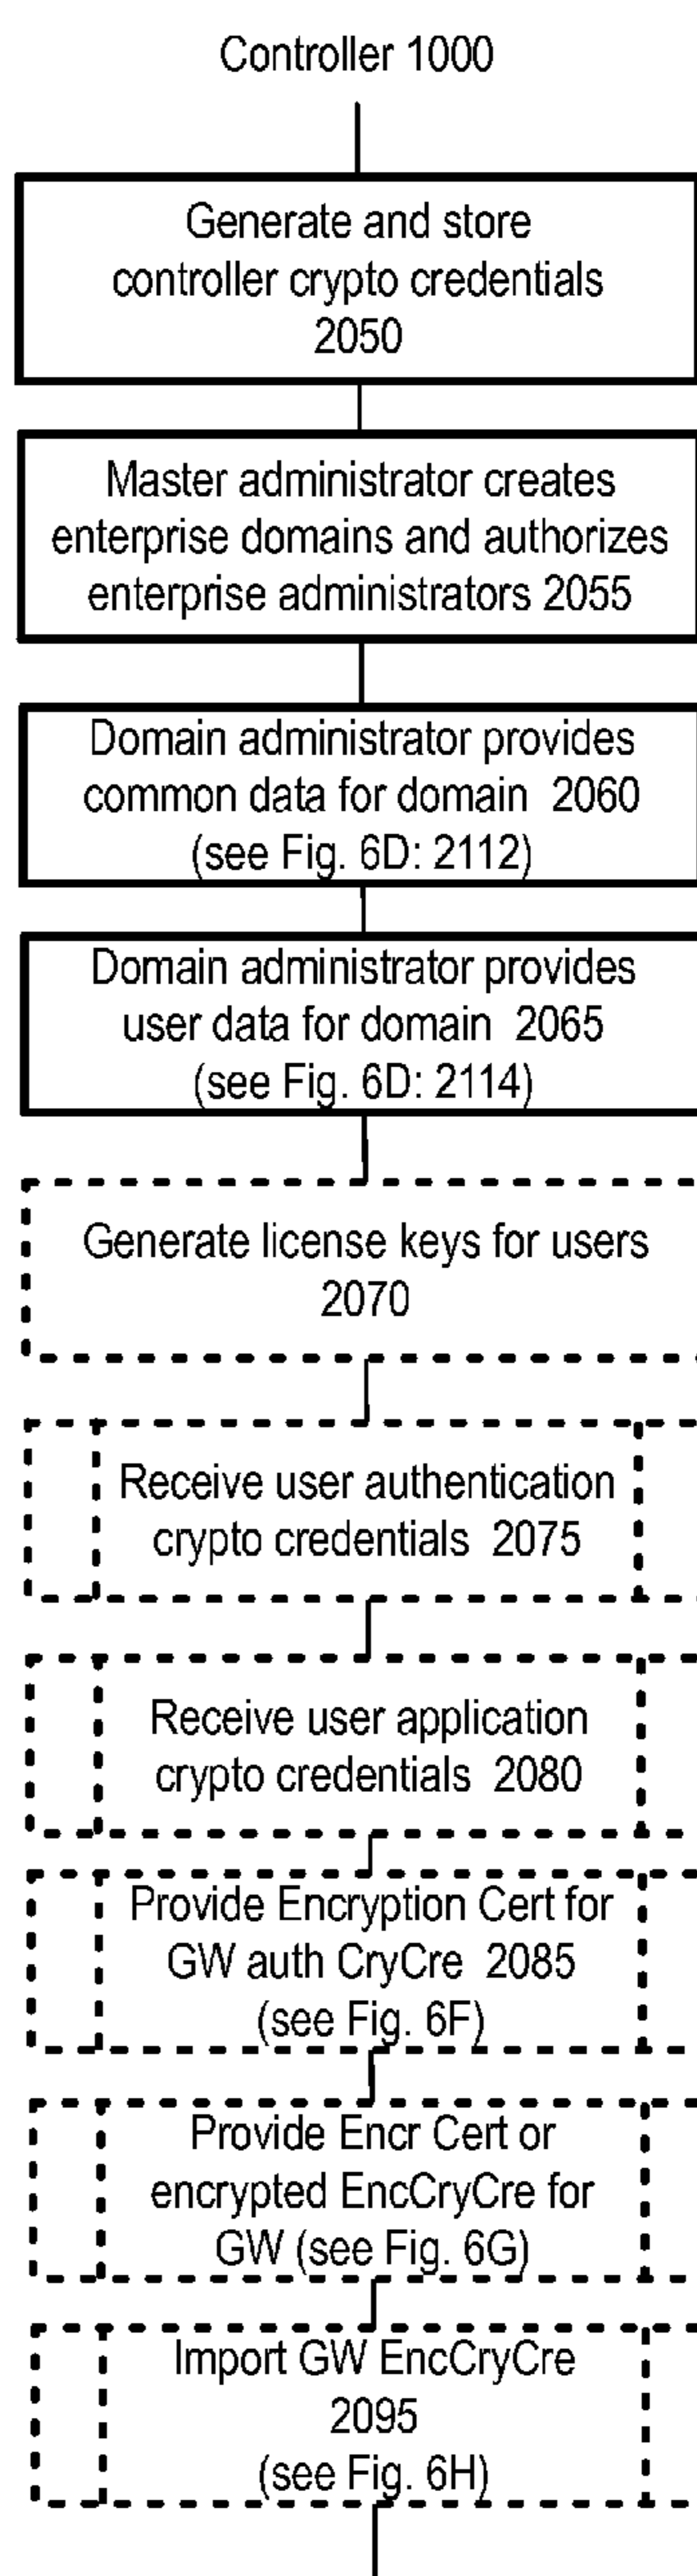 Controller 1000
Generate and store
controller crypto credentials
2050
Master administrator creates
enterprise domains and authorizes
enterprise administrators 2055
Domain administrator provides
common data for domain 2060
(see Fig. 6D: 2112)
Domain administrator provides
user data for domain 2065
(see Fig. 6D: 2114)
Generate license keys for users
2070
Receive user authentication
crypto credentials 2075
Receive user application
crypto credentials 2080
Provide Encryption Cert for
GW auth CryCre 2085
(see Fig. 6F)
Provide Encr Cert or
encrypted EncCryCre for
GW (see Fig. 6G)
Import GW EncCryCre
2095
(see Fig. 6H)